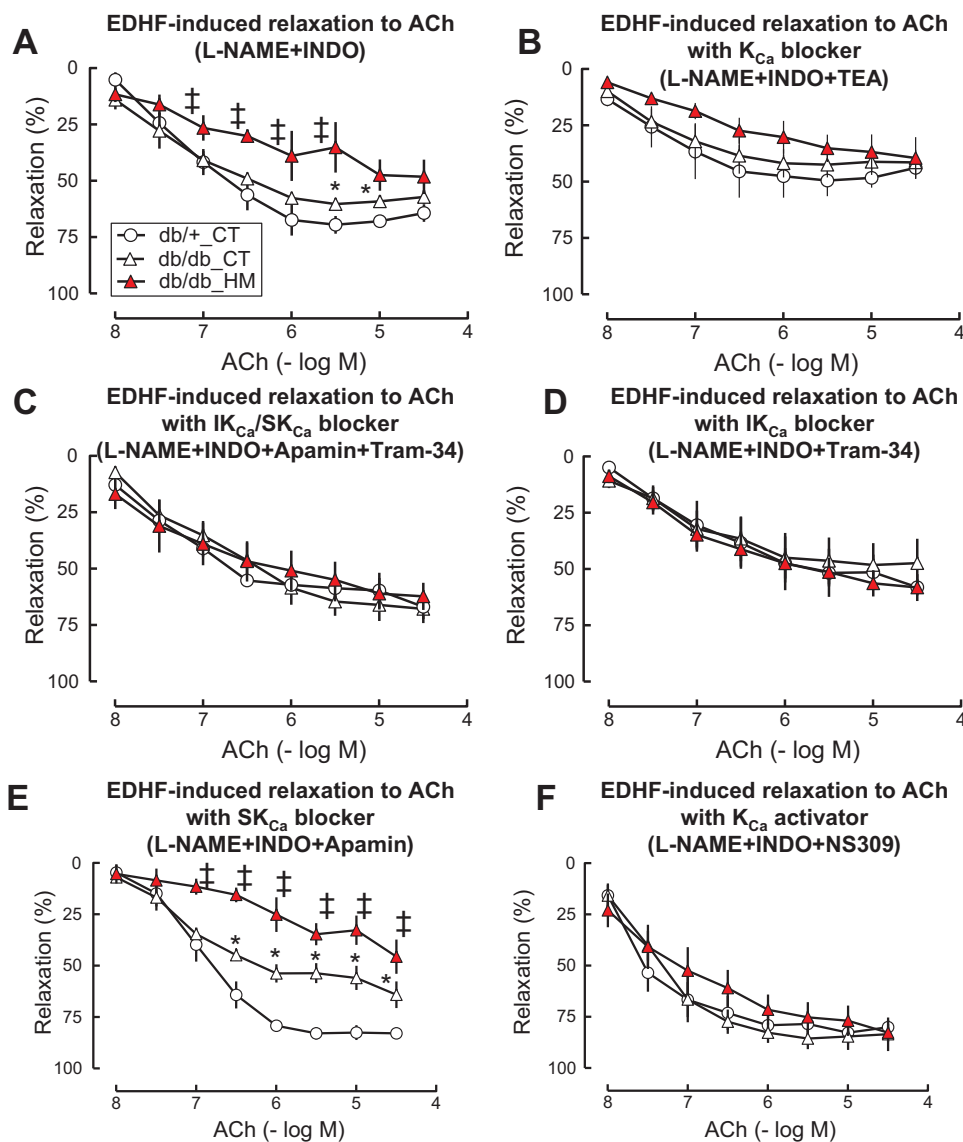 A
EDHF-induced relaxation to ACh
(L-NAME+INDO)
0
25
50
75
100
Relaxation (%)
‡ ‡ ‡ ‡
* *
db/+_CT
db/db_CT
db/db_HM
8 7 6 5 4
ACh (- log M)
B
EDHF-induced relaxation to ACh
with KCa blocker
(L-NAME+INDO+TEA)
0
25
50
75
100
Relaxation (%)
8 7 6 5 4
ACh (- log M)
C
EDHF-induced relaxation to ACh
with IKCa/SKCa blocker
(L-NAME+INDO+Apamin+Tram-34)
0
25
50
75
100
Relaxation (%)
8 7 6 5 4
ACh (- log M)
D
EDHF-induced relaxation to ACh
with IKCa blocker
(L-NAME+INDO+Tram-34)
0
25
50
75
100
Relaxation (%)
8 7 6 5 4
ACh (- log M)
E
EDHF-induced relaxation to ACh
with SKCa blocker
(L-NAME+INDO+Apamin)
0
25
50
75
100
Relaxation (%)
‡ ‡ ‡ ‡ ‡ ‡
* * * * *
8 7 6 5 4
ACh (- log M)
F
EDHF-induced relaxation to ACh
with KCa activator
(L-NAME+INDO+NS309)
0
25
50
75
100
Relaxation (%)
8 7 6 5 4
ACh (- log M)